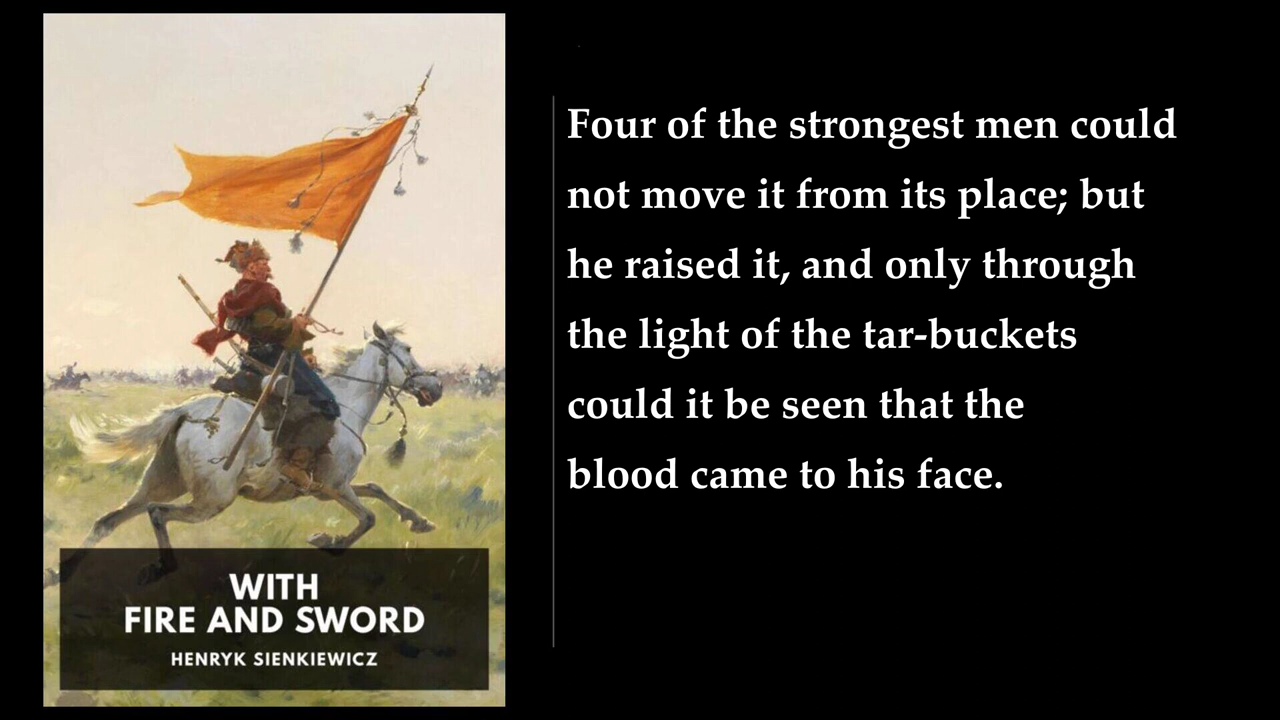 WITH
FIRE AND SWORD
HENRYK SIENKIEWICZ
Four of the strongest men could
not move it from its place; but
he raised it, and only through
the light of the tar-buckets
could it be seen that the
blood came to his face.